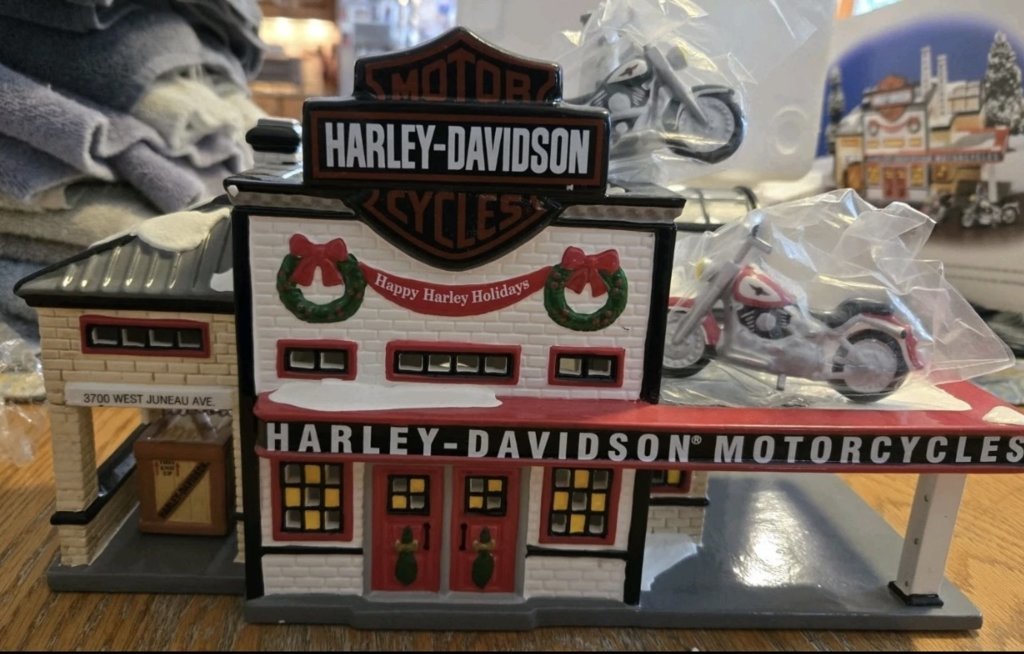 MOTOR
HARLEY-DAVIDSON
CYCLES
Happy Harley Holidays
3700 WEST JUNEAU AVE.
HARLEY-DAVIDSON® MOTORCYCLES